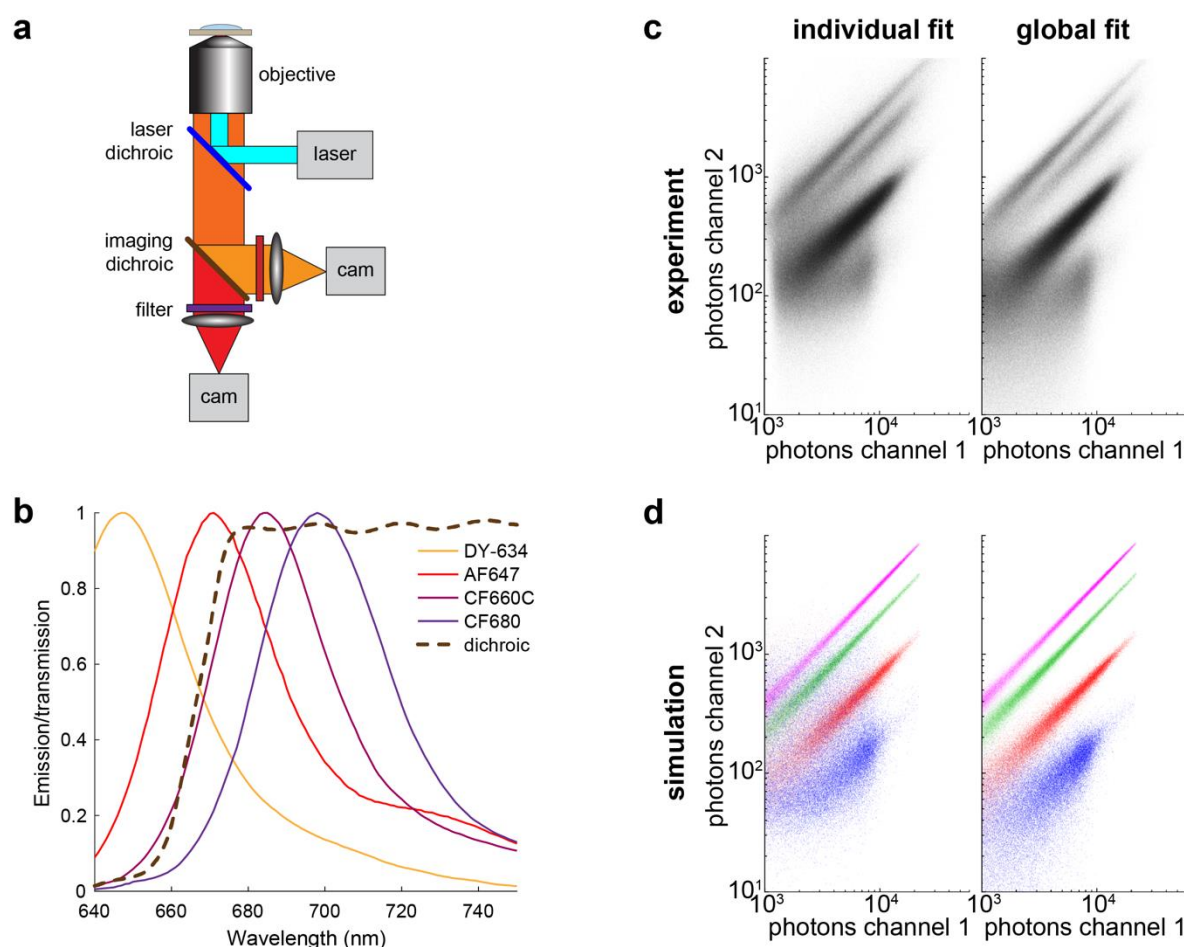 a
objective
laser
dichroic
laser
imaging
dichroic
cam
filter
cam
b
1
0.8
0.6
0.4
0.2
0
640
660
680
700
720
740
Emission/transmission
Wavelength (nm)
DY-634
AF647
CF660C
CF680
dichroic
c
individual fit
global fit
experiment
photons channel 2
10³
10²
10¹
10³
10⁴
10³
10⁴
photons channel 1
photons channel 1
d
simulation
photons channel 2
10³
10²
10¹
10³
10⁴
10³
10⁴
photons channel 1
photons channel 1